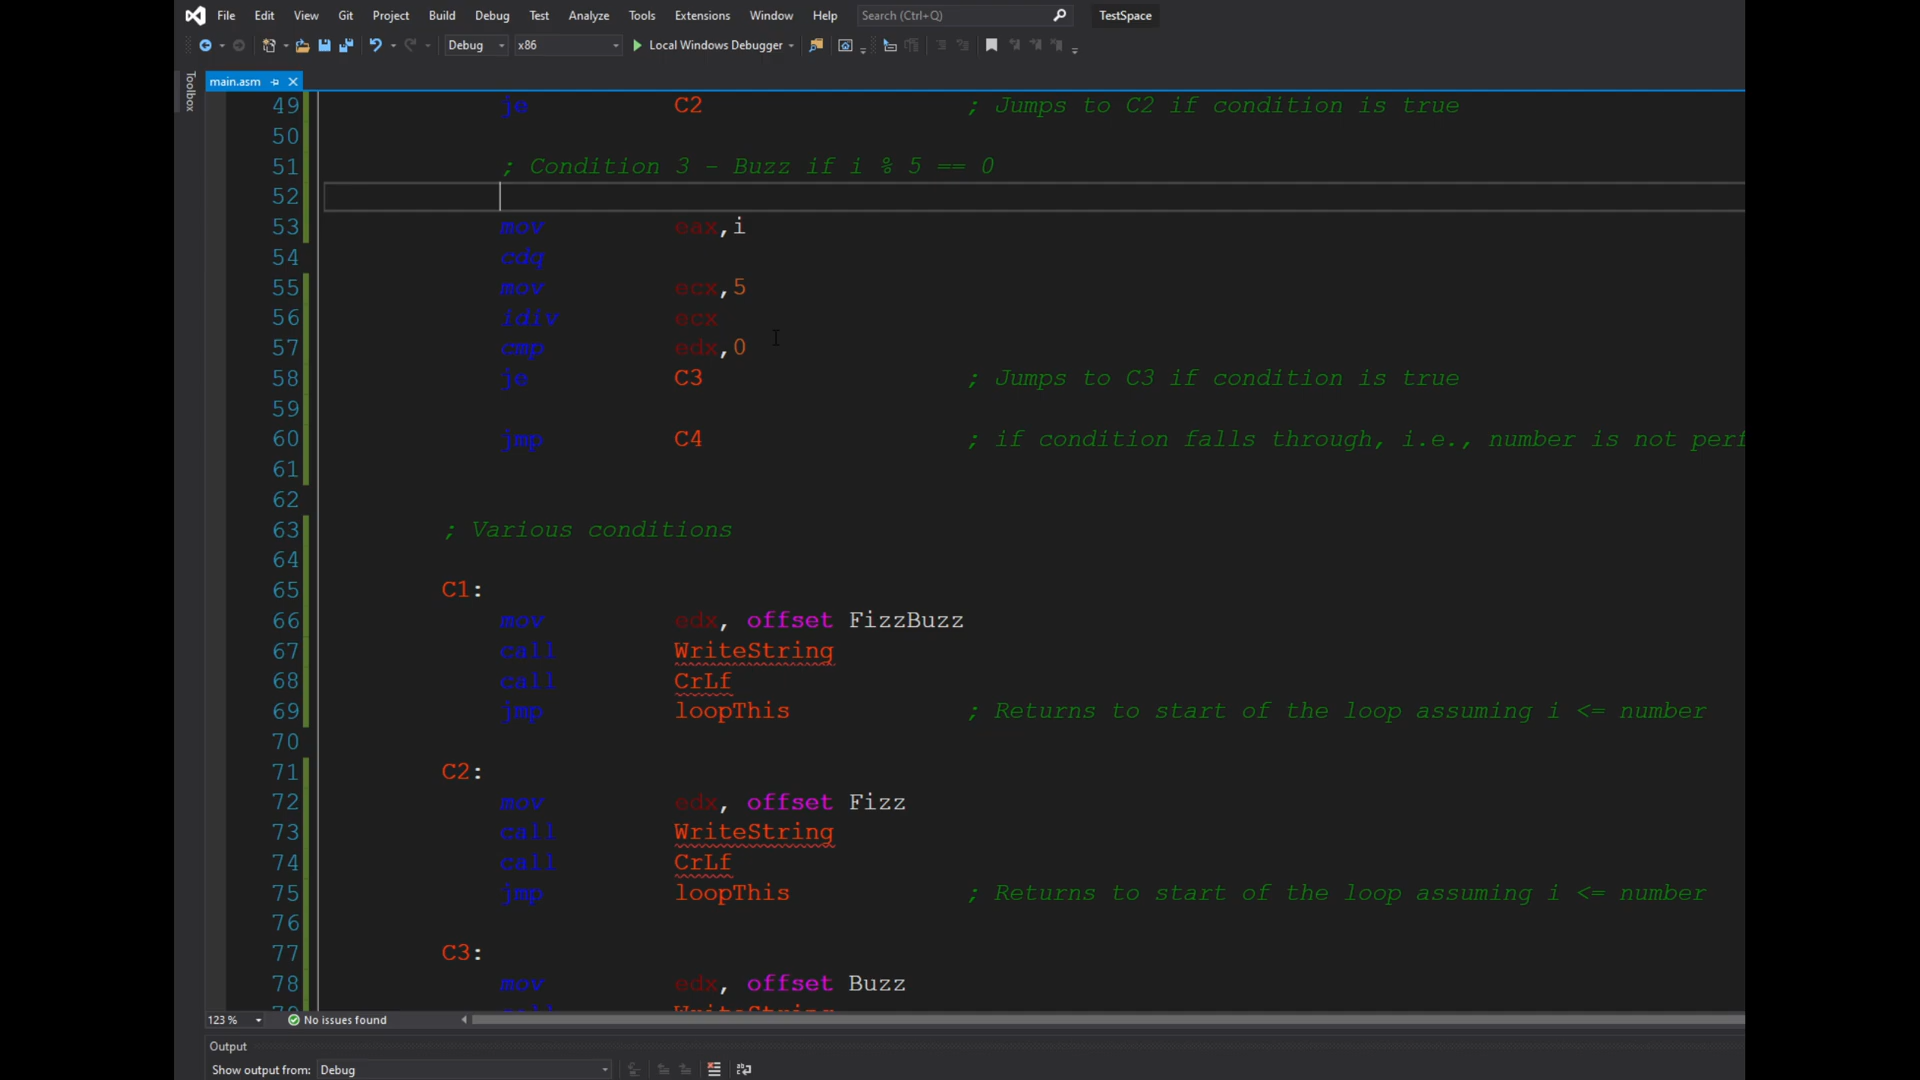 File Edit View Git Project Build Debug Test Analyze Tools Extensions Window Help Search (Ctrl+Q) TestSpace
Debug x86 Local Windows Debugger
Toolbox
main.asm
49 je C2 ; Jumps to C2 if condition is true
50
51 ; Condition 3 - Buzz if i % 5 == 0
52
53 mov eax,i
54 cdq
55 mov ecx,5
56 idiv ecx
57 cmp edx,0
58 je C3 ; Jumps to C3 if condition is true
59
60 jmp C4 ; if condition falls through, i.e., number is not perf
61
62
63 ; Various conditions
64
65 C1:
66 mov edx, offset FizzBuzz
67 call WriteString
68 call CrLf
69 jmp loopThis ; Returns to start of the loop assuming i <= number
70
71 C2:
72 mov edx, offset Fizz
73 call WriteString
74 call CrLf
75 jmp loopThis ; Returns to start of the loop assuming i <= number
76
77 C3:
78 mov edx, offset Buzz
123 % No issues found
Output
Show output from: Debug